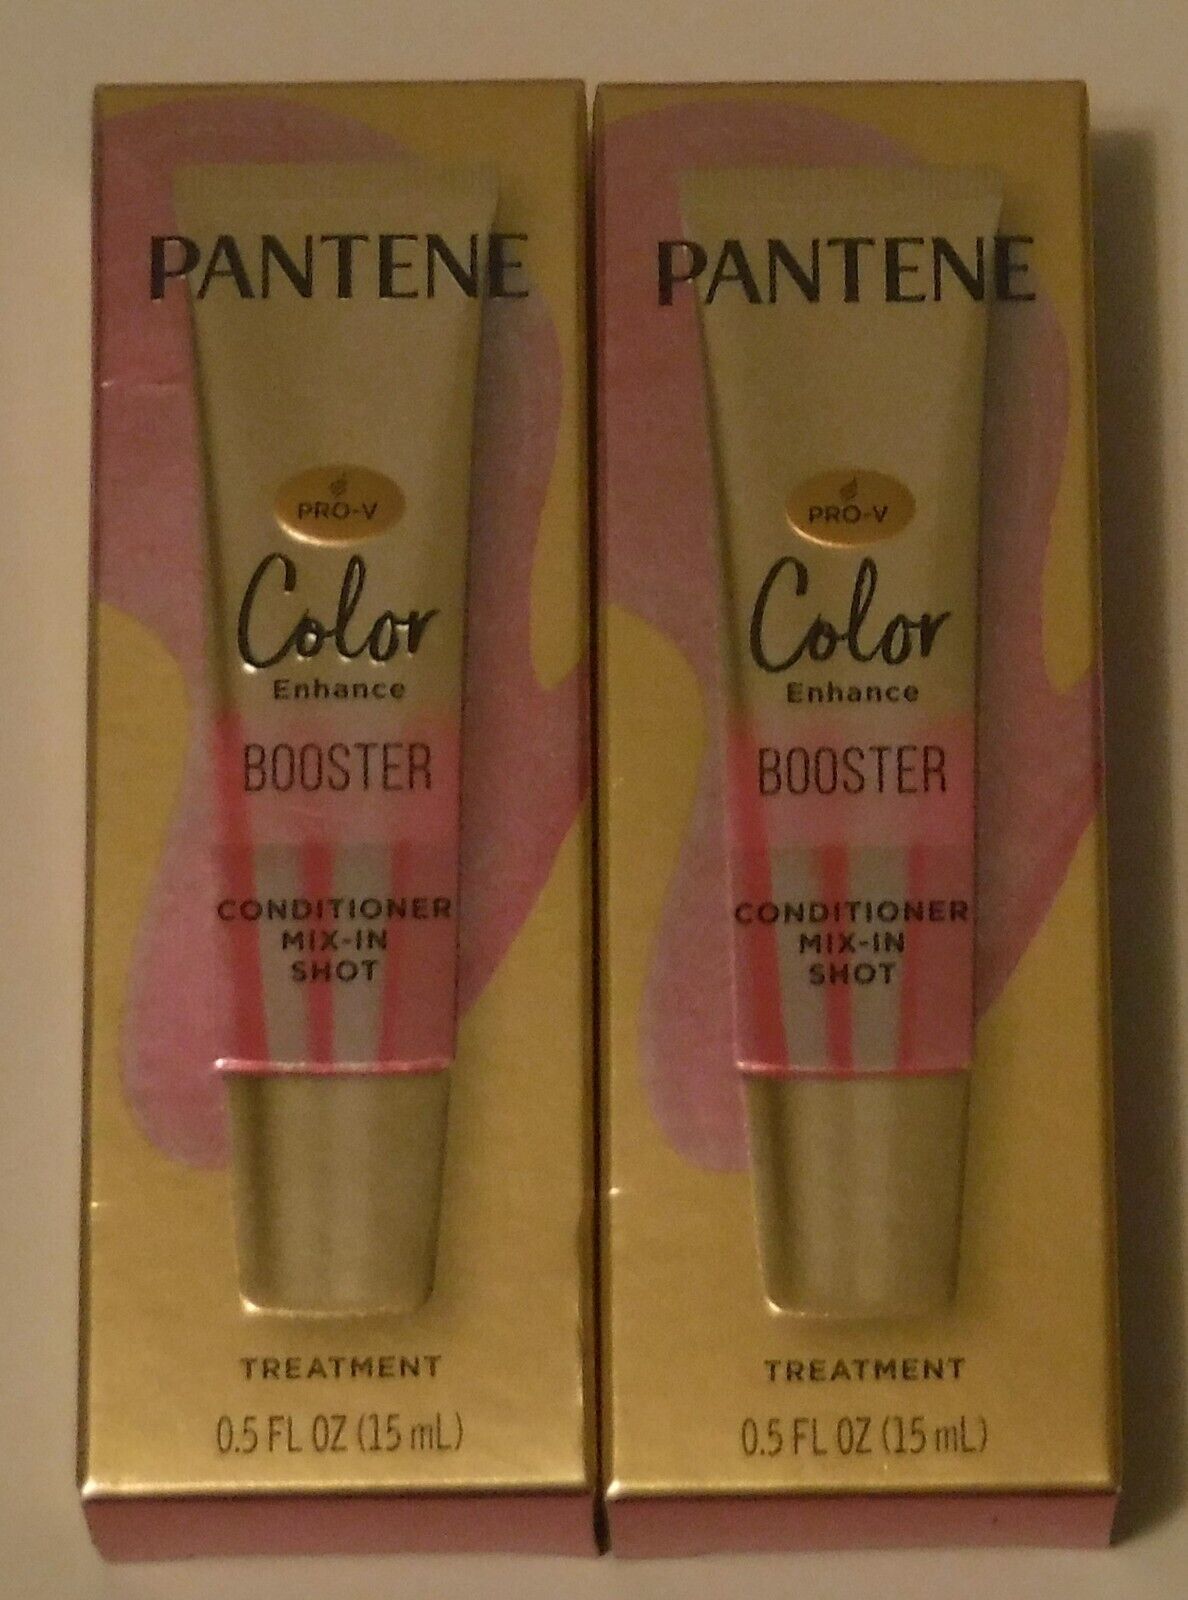 PANTENE
PRO-V
Color
Enhance
BOOSTER
CONDITIONER
MIX-IN
SHOT
TREATMENT
0.5 FL OZ (15 mL)
PANTENE
PRO-V
Color
Enhance
BOOSTER
CONDITIONER
MIX-IN
SHOT
TREATMENT
0.5 FL OZ (15 mL)